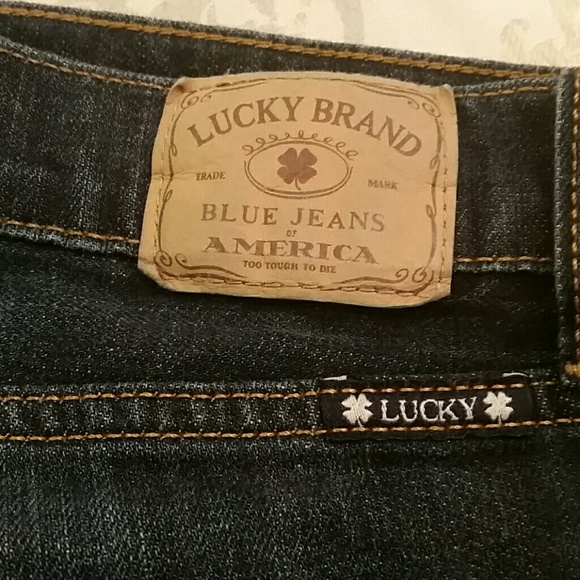 LUCKY BRAND
TRADE MARK
BLUE JEANS
OF
AMERICA
TOO TOUGH TO DIE
LUCKY